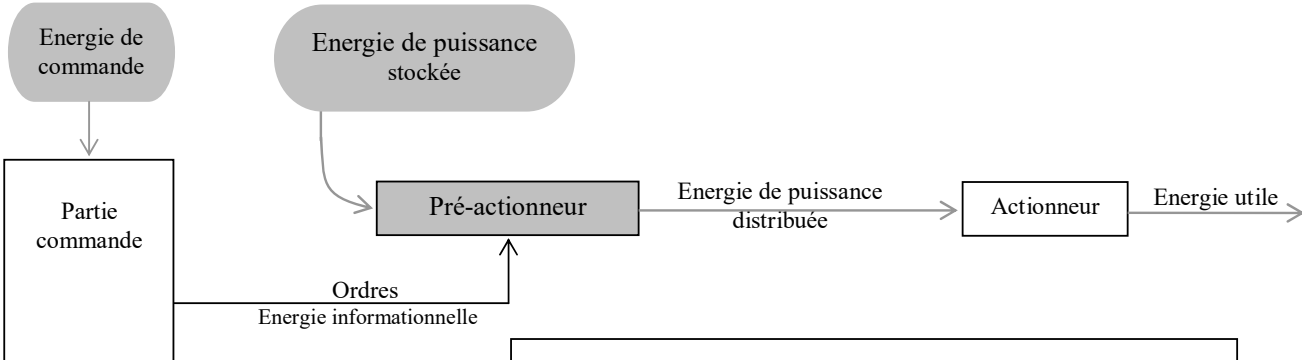 Energie de
commande
Energie de puissance
stockée
Partie
commande
Pré-actionneur
Energie de puissance
distribuée
Actionneur
Energie utile
Ordres
Energie informationnelle